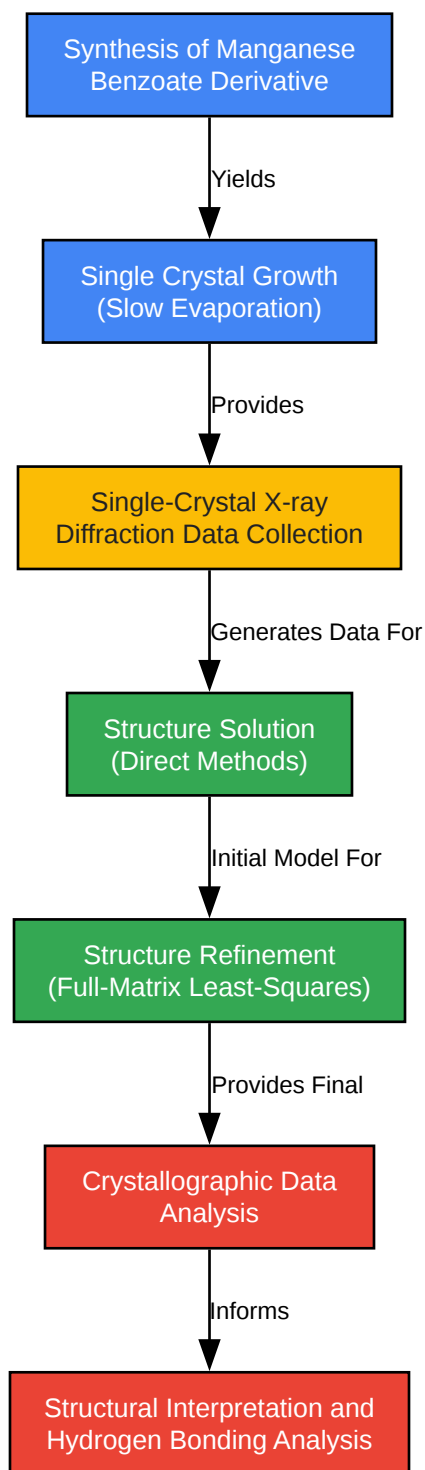 Synthesis of Manganese
Benzoate Derivative
Yields
Single Crystal Growth
(Slow Evaporation)
Provides
Single-Crystal X-ray
Diffraction Data Collection
Generates Data For
Structure Solution
(Direct Methods)
Initial Model For
Structure Refinement
(Full-Matrix Least-Squares)
Provides Final
Crystallographic Data
Analysis
Informs
Structural Interpretation and
Hydrogen Bonding Analysis